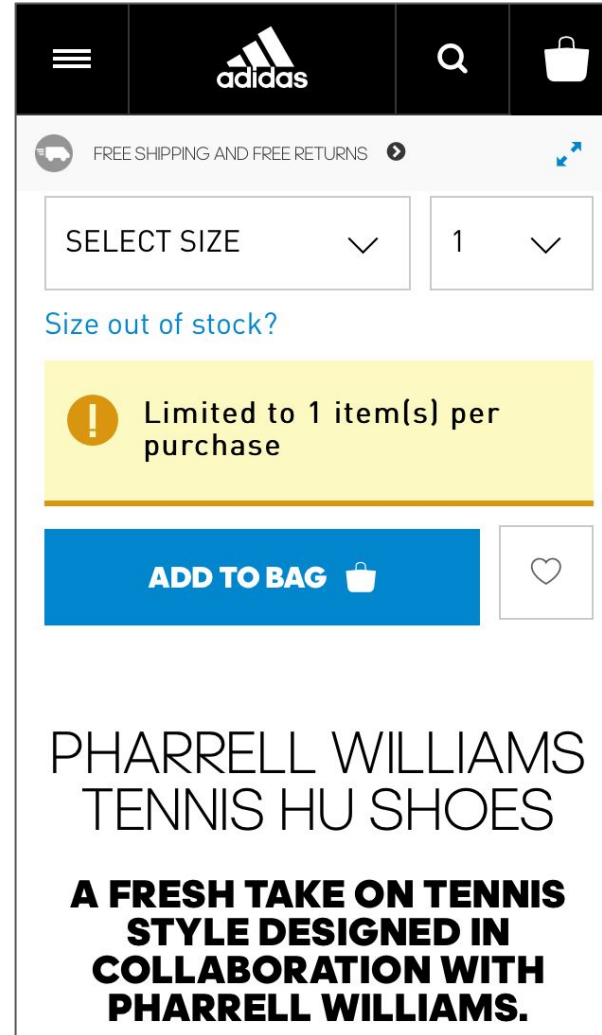 adidas
FREE SHIPPING AND FREE RETURNS
SELECT SIZE
1
Size out of stock?
Limited to 1 item(s) per
purchase
ADD TO BAG
PHARRELL WILLIAMS
TENNIS HU SHOES
A FRESH TAKE ON TENNIS
STYLE DESIGNED IN
COLLABORATION WITH
PHARRELL WILLIAMS.